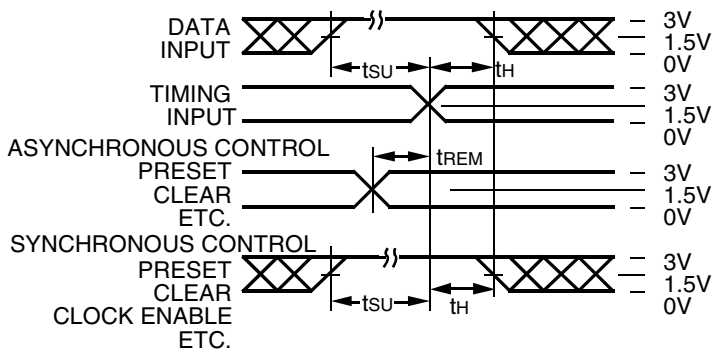 DATA
INPUT
tSU
tH
3V
1.5V
0V
TIMING
INPUT
3V
1.5V
0V
ASYNCHRONOUS CONTROL
PRESET
CLEAR
ETC.
tREM
3V
1.5V
0V
SYNCHRONOUS CONTROL
PRESET
CLEAR
CLOCK ENABLE
ETC.
tSU
tH
3V
1.5V
0V